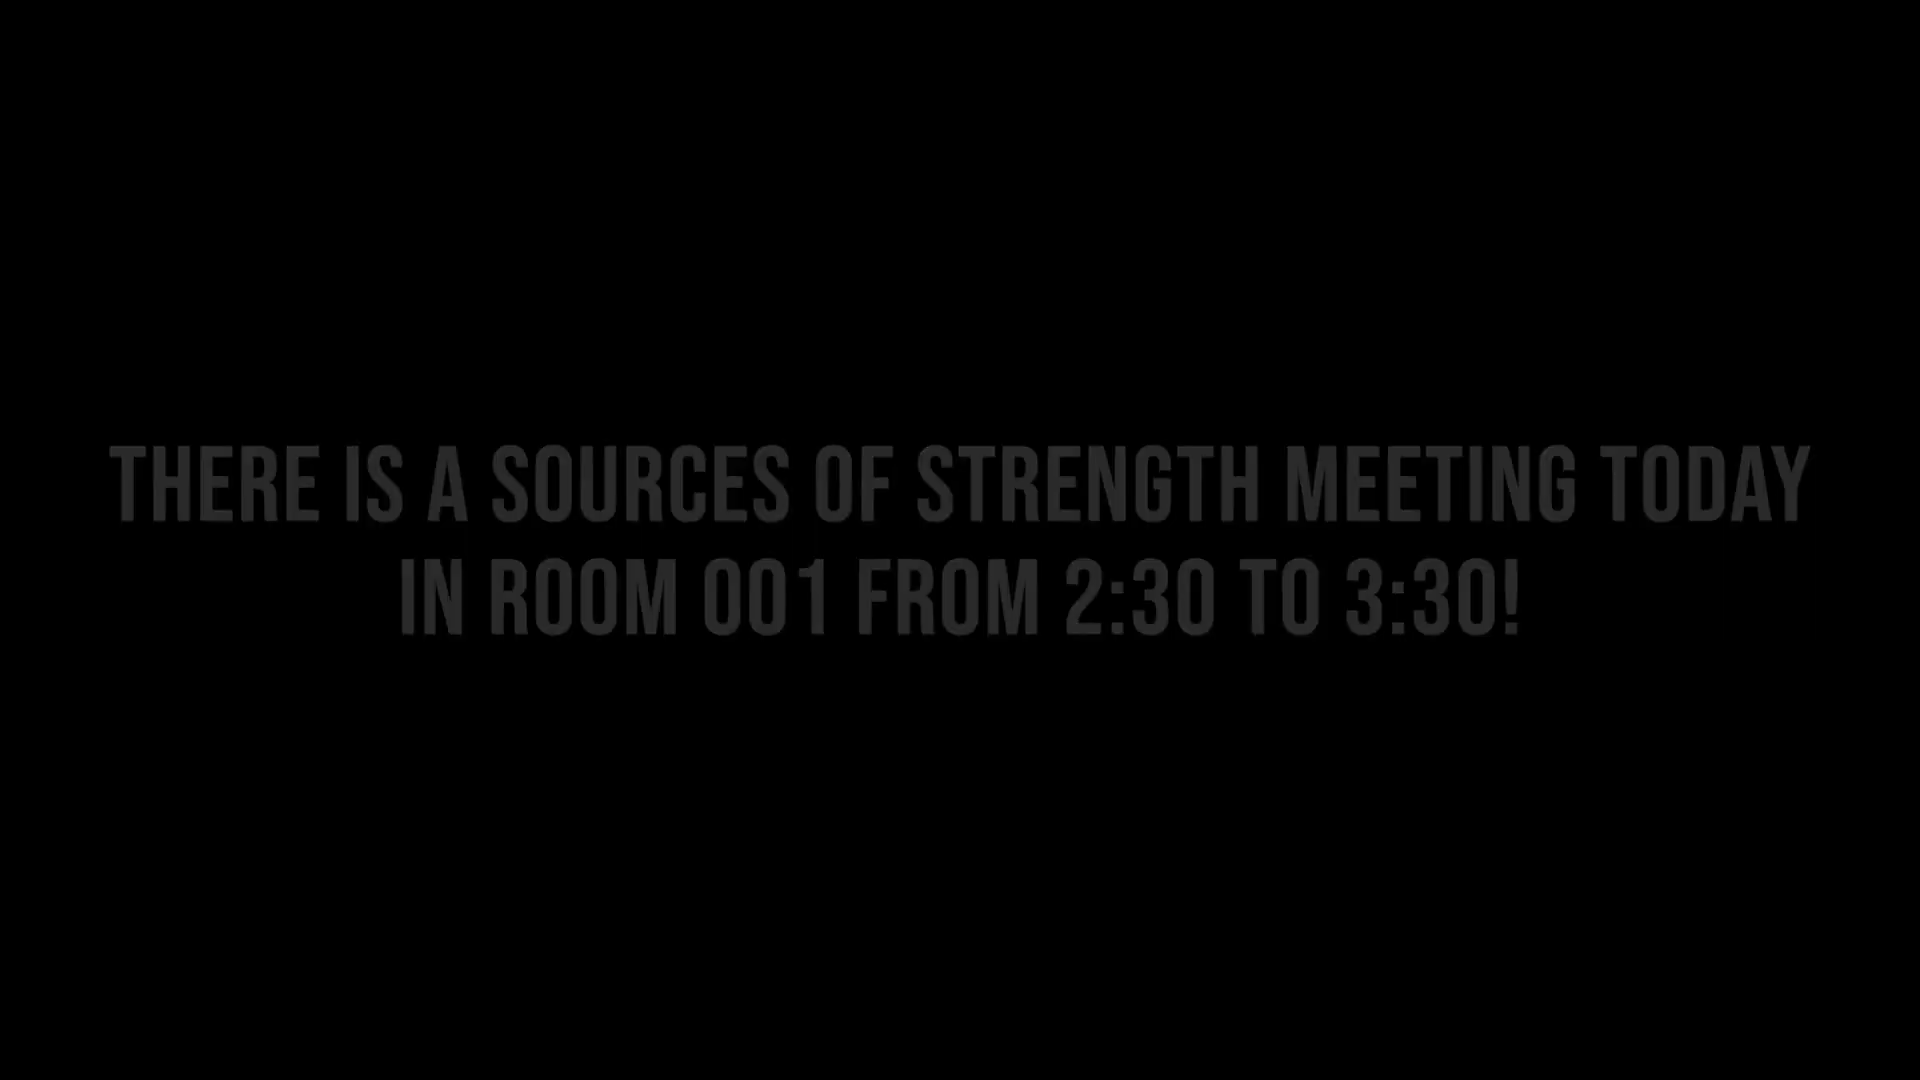 THERE IS A SOURCES OF STRENGTH MEETING TODAY
IN ROOM 001 FROM 2:30 TO 3:30!